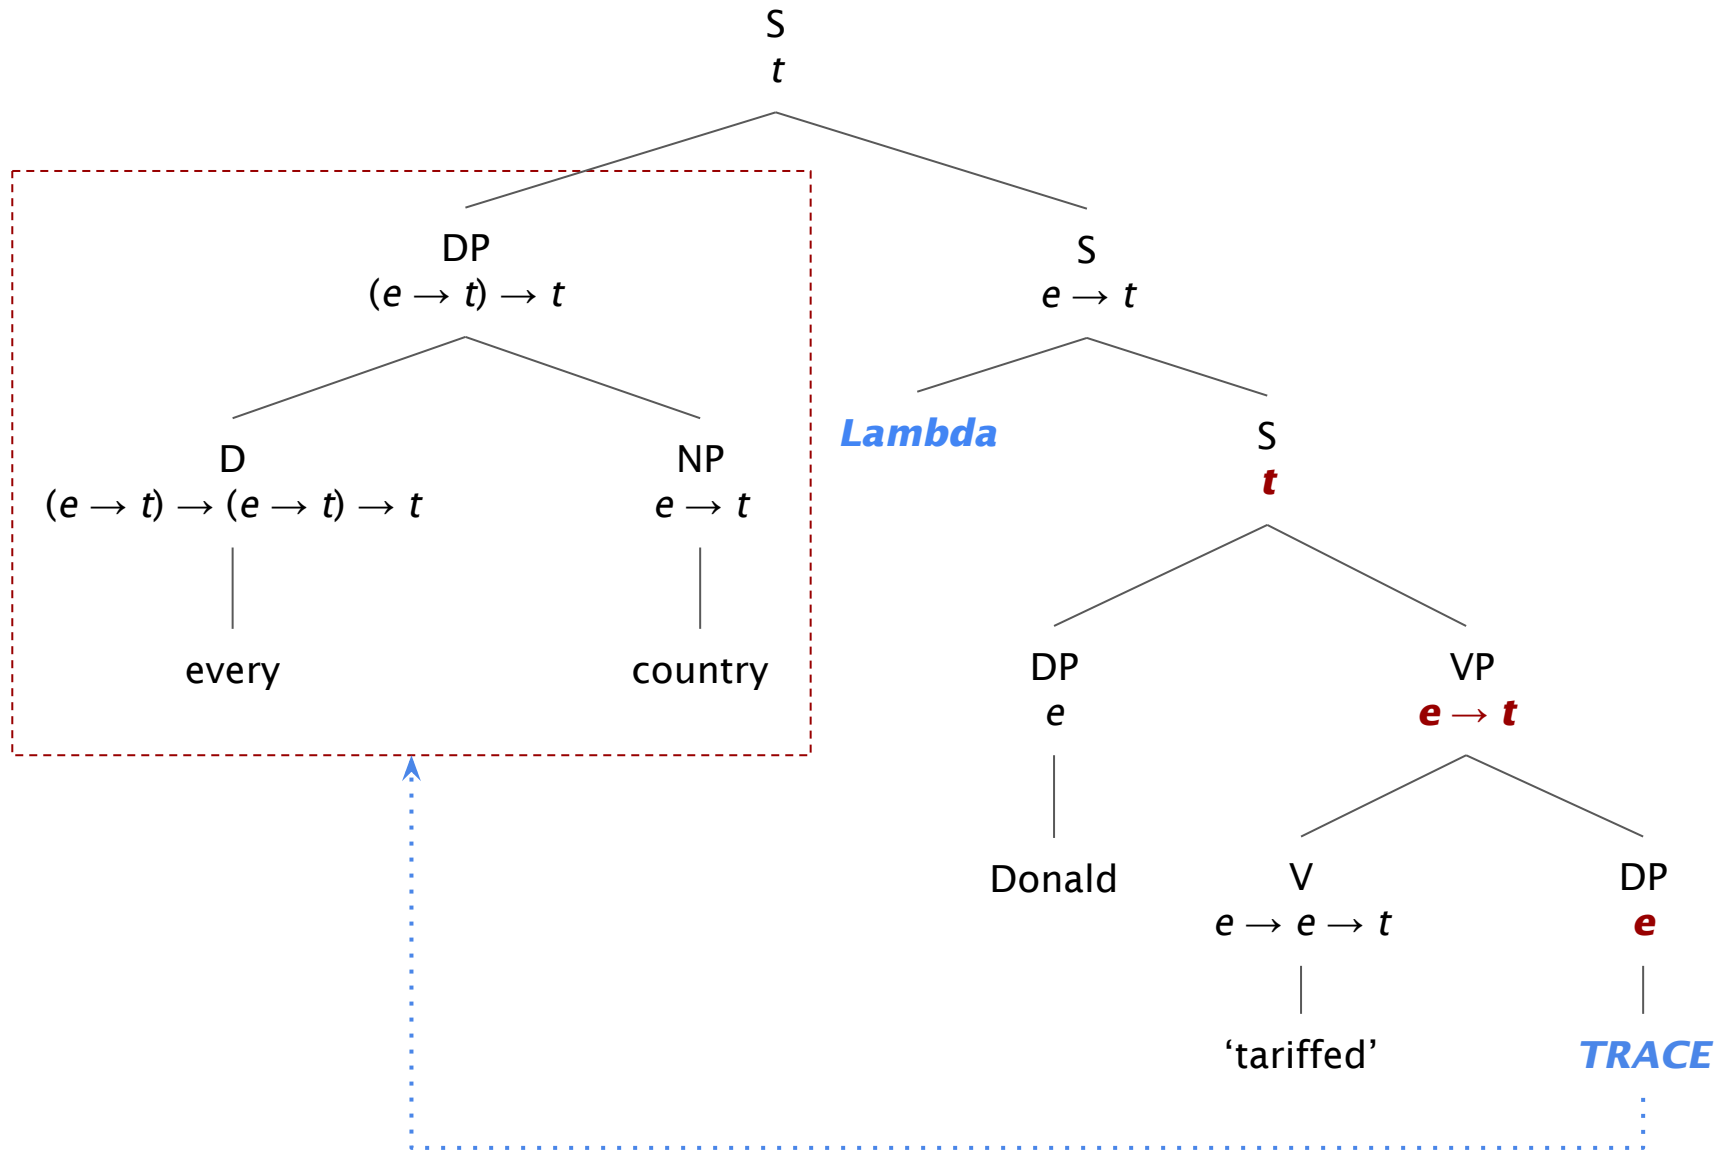 S
t
DP
(e → t) → t
S
e → t
Lambda
D
(e → t) → (e → t) → t
NP
e → t
S
t
every
country
DP
e
VP
e → t
Donald
V
e → e → t
DP
e
‘tariffed’
TRACE